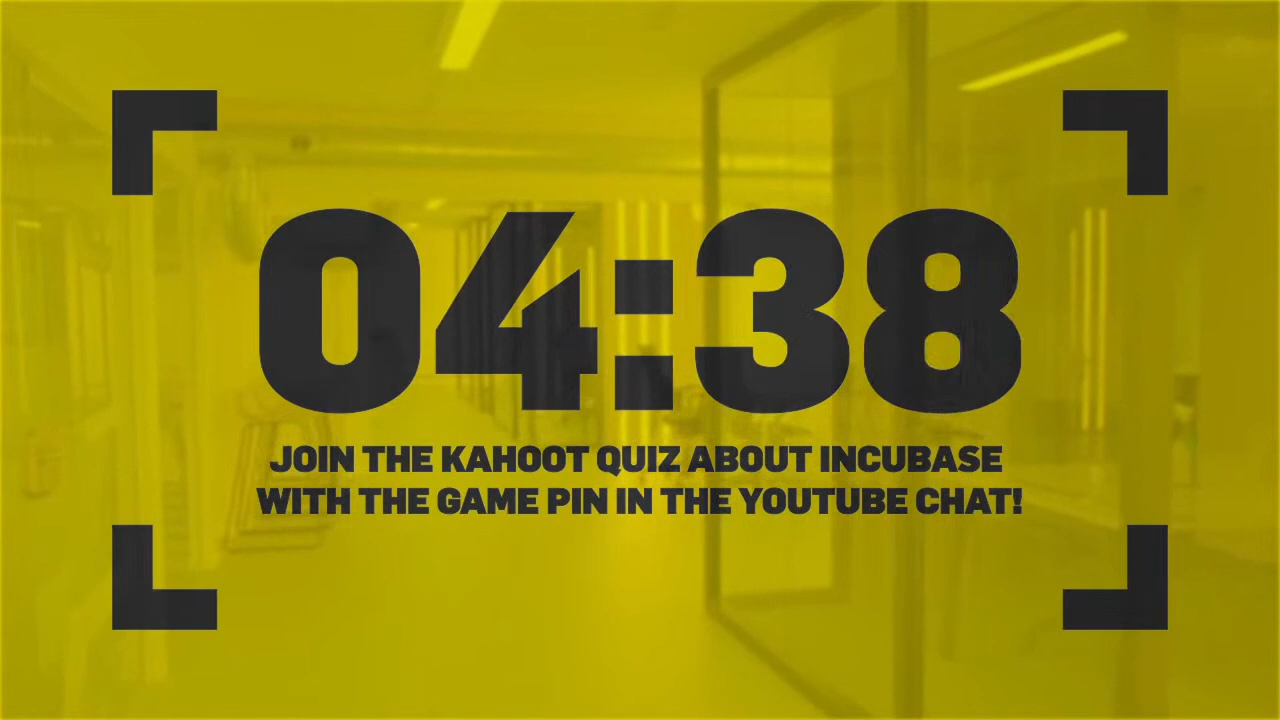 04:38
JOIN THE KAHOOT QUIZ ABOUT INCUBASE
WITH THE GAME PIN IN THE YOUTUBE CHAT!